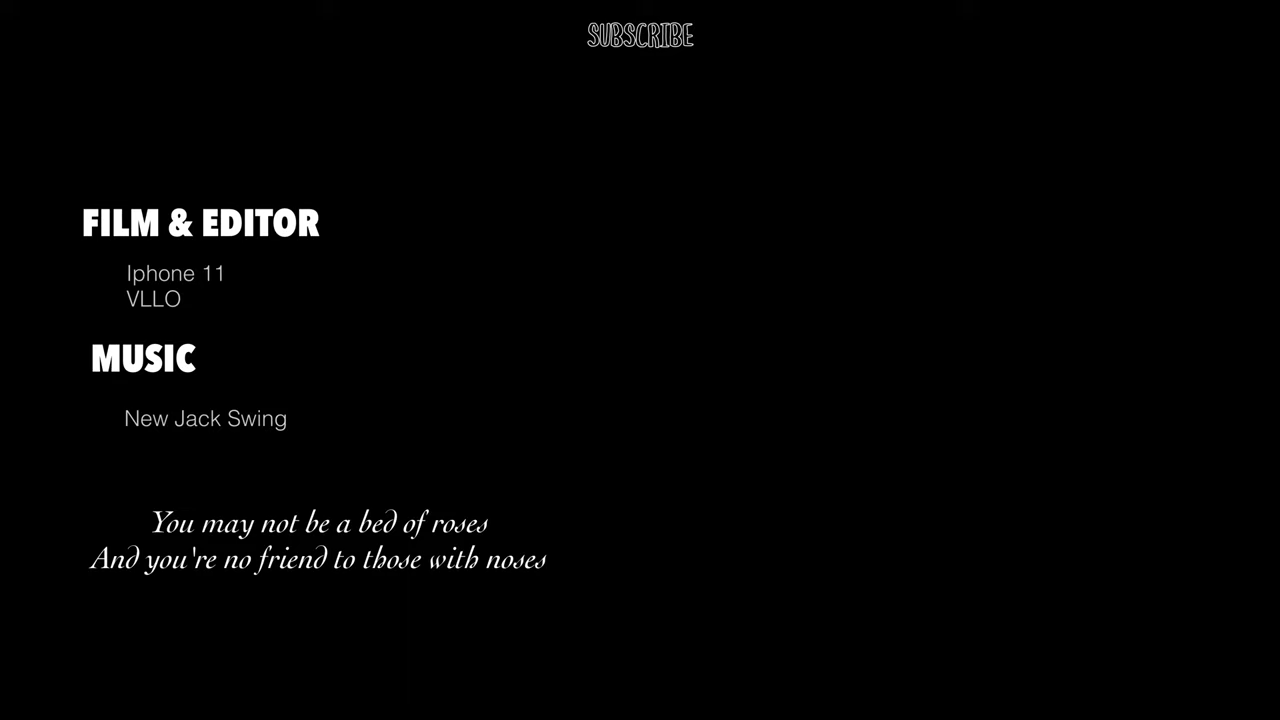 SUBSCRIBE
FILM & EDITOR
Iphone 11
VLLO
MUSIC
New Jack Swing
You may not be a bed of roses
And you're no friend to those with noses